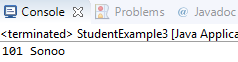 Console Problems @ Javadoc
<terminated> StudentExample3 [Java Applica
101 Sonoo